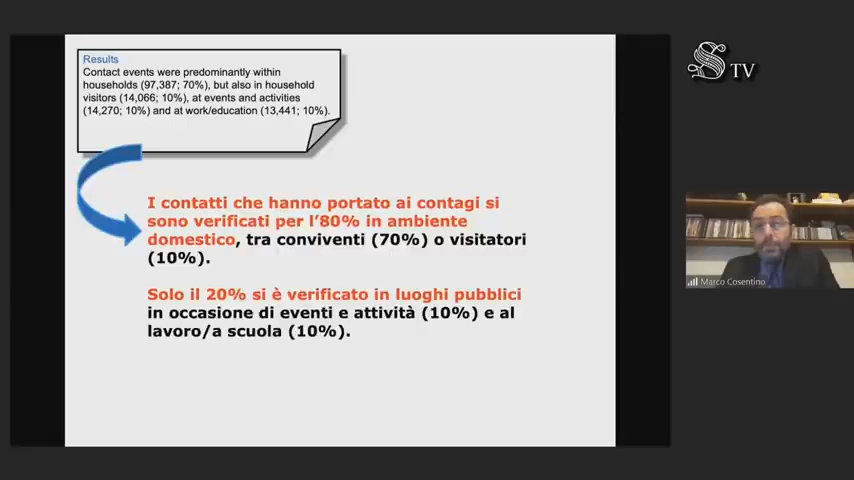 Results
Contact events were predominantly within
households (97,387; 70%), but also in household
visitors (14,066; 10%), at events and activities
(14,270; 10%) and at work/education (13,441; 10%).
I contatti che hanno portato ai contagi si
sono verificati per l'80% in ambiente
domestico, tra conviventi (70%) o visitatori
(10%).
Solo il 20% si è verificato in luoghi pubblici
in occasione di eventi e attività (10%) e al
lavoro/a scuola (10%).
S TV
Marco Cosentino